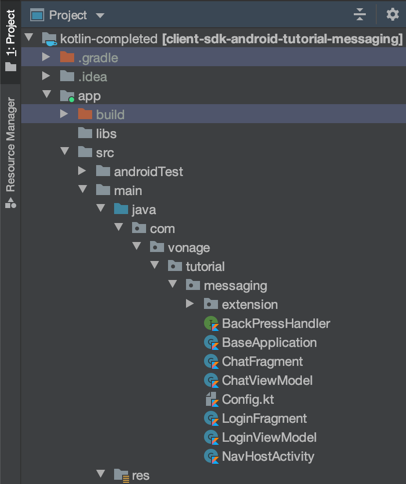 1: Project
Resource Manager
Project
kotlin-completed [client-sdk-android-tutorial-messaging]
.gradle
.idea
app
build
libs
src
androidTest
main
java
com
vonage
tutorial
messaging
extension
BackPressHandler
BaseApplication
ChatFragment
ChatViewModel
Config.kt
LoginFragment
LoginViewModel
NavHostActivity
res